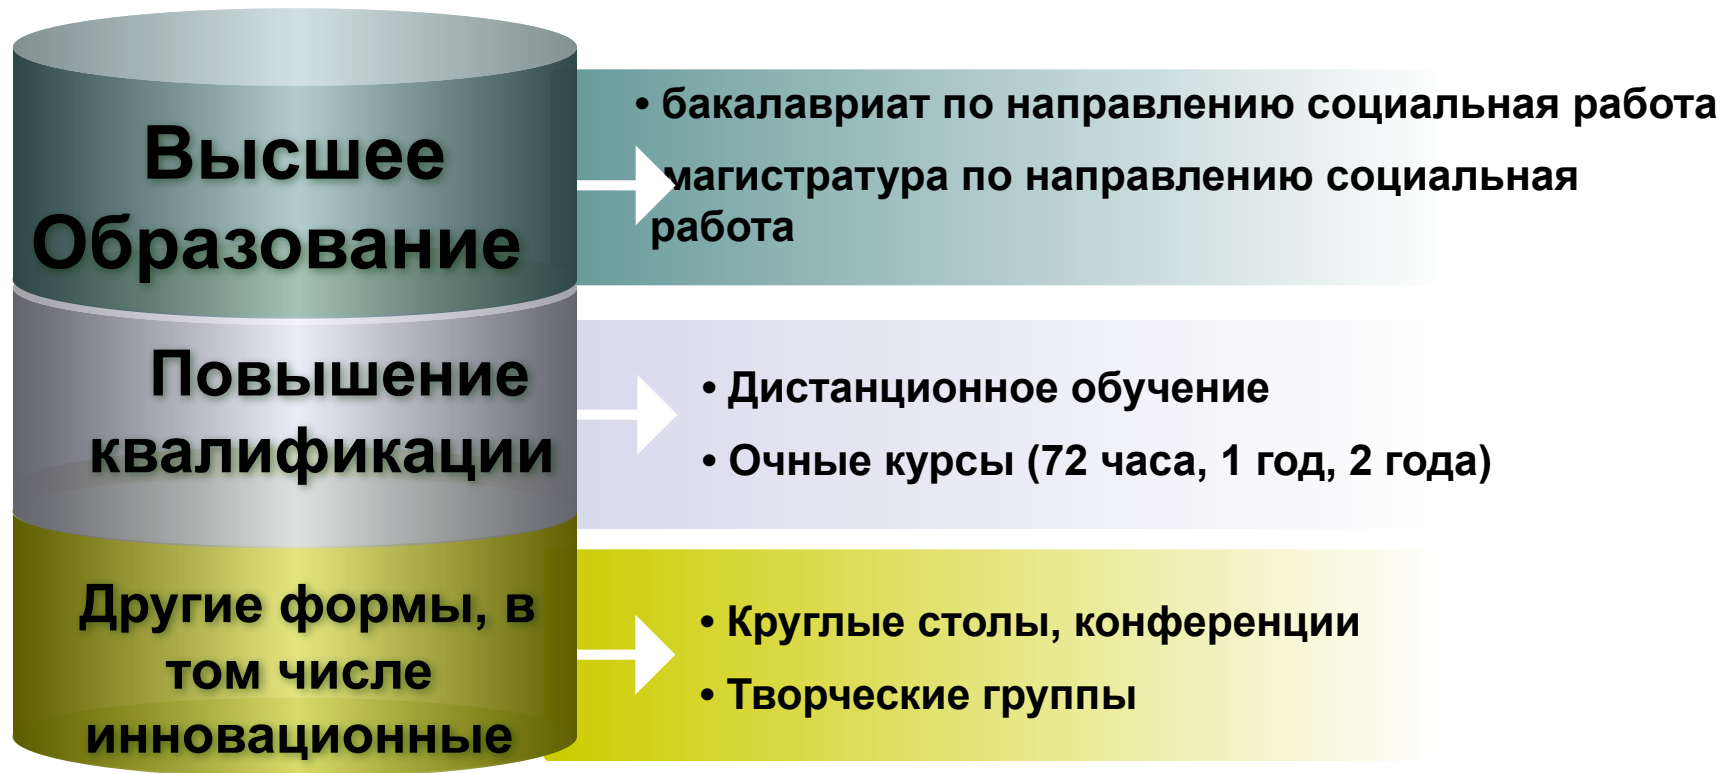 Высшее
Образование
• бакалавриат по направлению социальная работа
магистратура по направлению социальная
работа
Повышение
квалификации
• Дистанционное обучение
• Очные курсы (72 часа, 1 год, 2 года)
Другие формы, в
том числе
инновационные
• Круглые столы, конференции
• Творческие группы